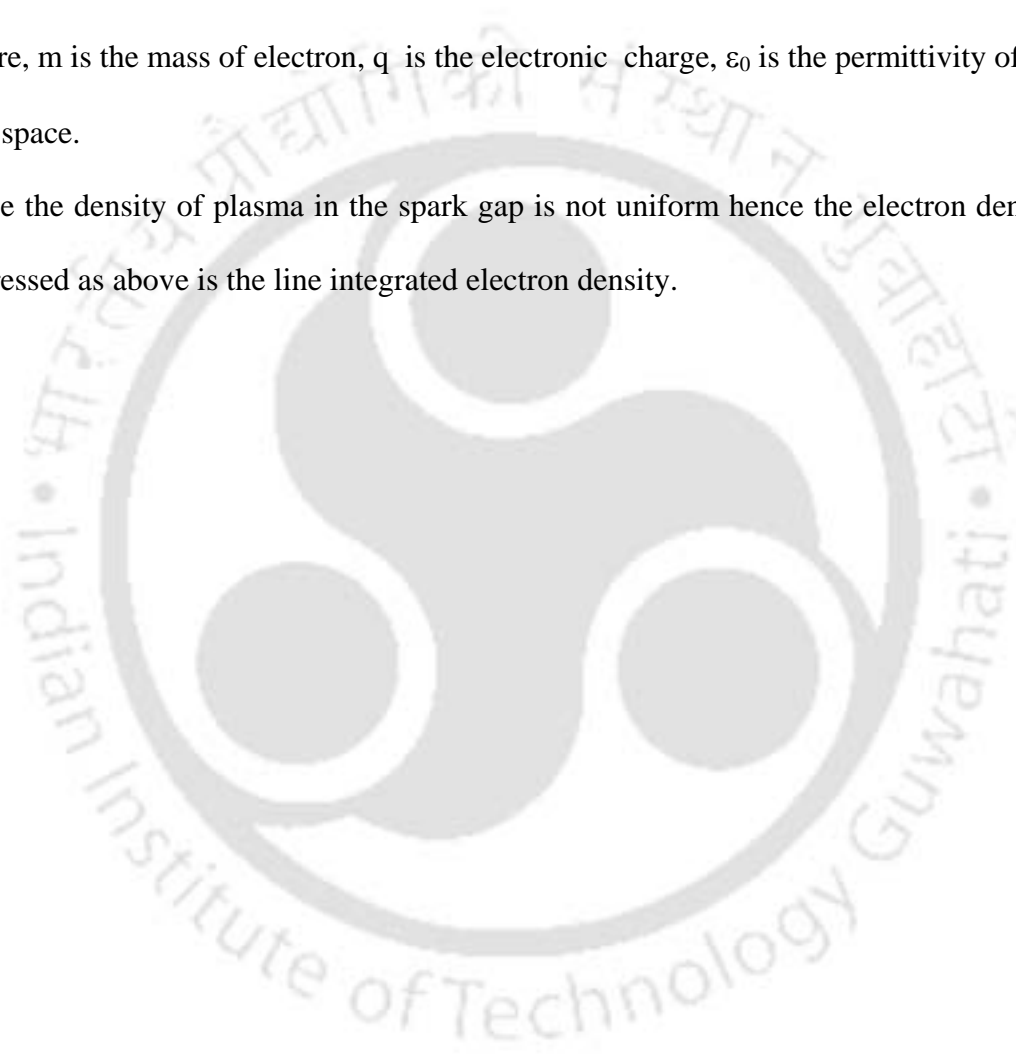 re, m is the mass of electron, q is the electronic charge, ε₀ is the permittivity of
space.
e the density of plasma in the spark gap is not uniform hence the electron den
ressed as above is the line integrated electron density.
भारतीय प्रौद्योगिकी संस्थान गुवाहाटी
Indian Institute of Technology Guwahati